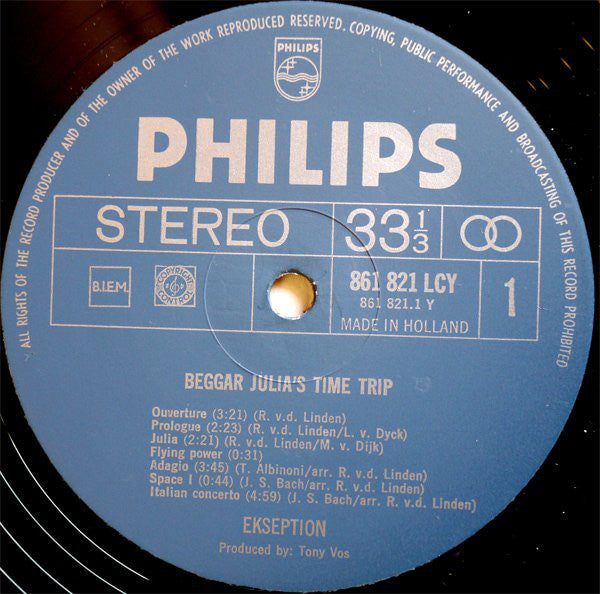 ALL RIGHTS OF THE RECORD PRODUCER AND OF THE OWNER OF THE WORK REPRODUCED RESERVED. COPYING, PUBLIC PERFORMANCE AND BROADCASTING OF THIS RECORD PROHIBITED
PHILIPS
PHILIPS
STEREO 33⅓
B.I.E.M. COPYRIGHT 861 821 LCY 1
861 821.1 Y
MADE IN HOLLAND
BEGGAR JULIA'S TIME TRIP
Ouverture (3:21) (R. v.d. Linden)
Prologue (2:23) (R. v.d. Linden/L. v. Dyck)
Julia (2:21) (R. v.d. Linden/M. v. Dijk)
Flying power (0:31)
Adagio (3:45) (T. Albinoni/arr. R. v.d. Linden)
Space I (0:44) (J. S. Bach/arr. R. v.d. Linden)
Italian concerto (4:59) (J. S. Bach/arr. R. v.d. Linden)
EKSEPTION
Produced by: Tony Vos